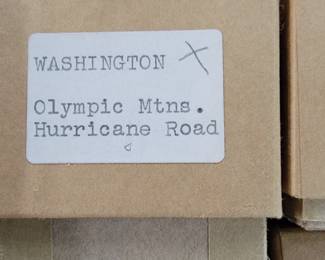 WASHINGTON X
Olympic Mtns.
Hurricane Road